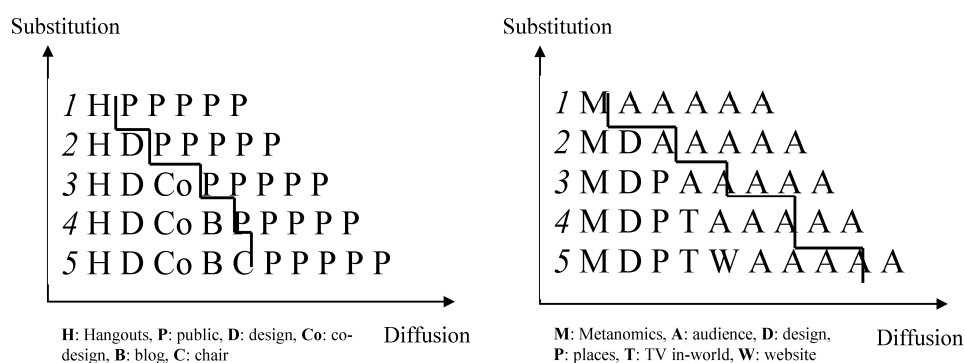 Substitution
1 H P P P P P
2 H D P P P P P
3 H D Co P P P P P
4 H D Co B P P P P P
5 H D Co B C P P P P P
Diffusion
H: Hangouts, P: public, D: design, Co: co-
design, B: blog, C: chair
Substitution
1 M A A A A A
2 M D A A A A A
3 M D P A A A A A
4 M D P T A A A A A
5 M D P T W A A A A A
Diffusion
M: Metanomics, A: audience, D: design,
P: places, T: TV in-world, W: website